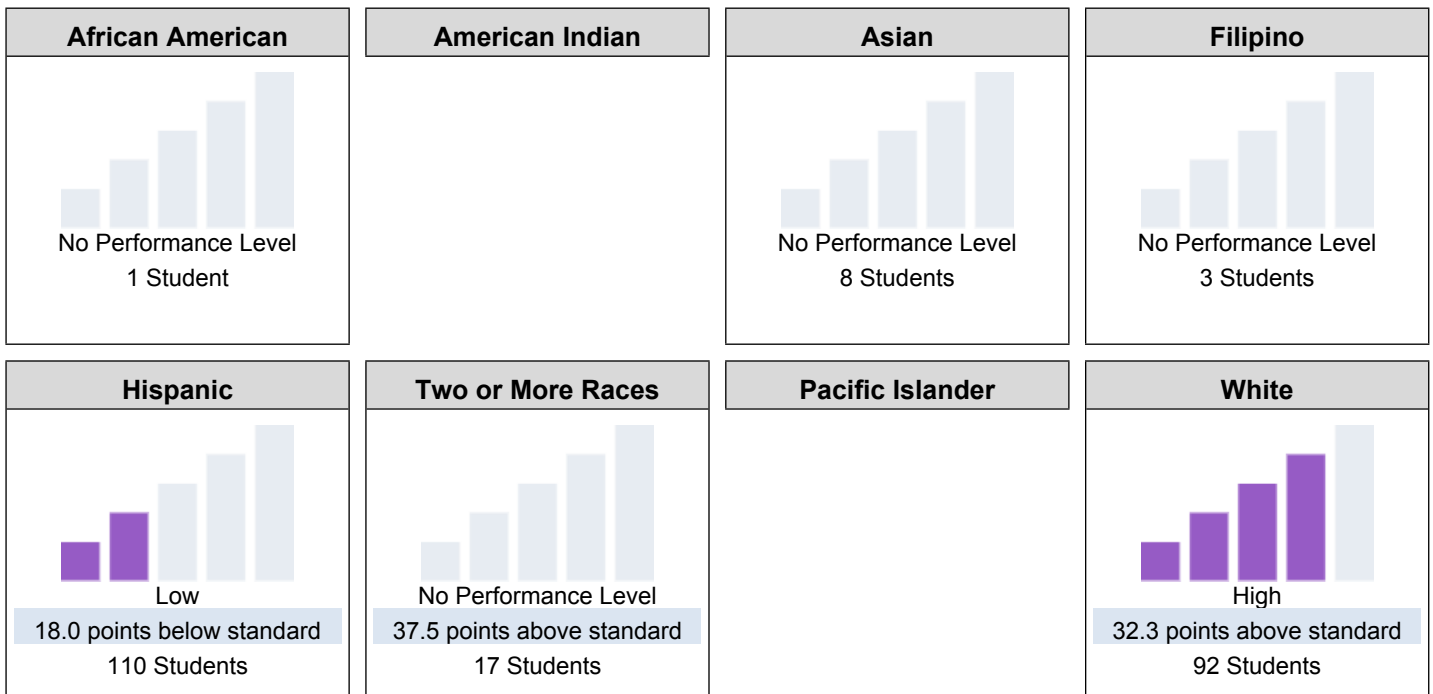 African American
No Performance Level
1 Student
American Indian
Asian
No Performance Level
8 Students
Filipino
No Performance Level
3 Students
Hispanic
Low
18.0 points below standard
110 Students
Two or More Races
No Performance Level
37.5 points above standard
17 Students
Pacific Islander
White
High
32.3 points above standard
92 Students